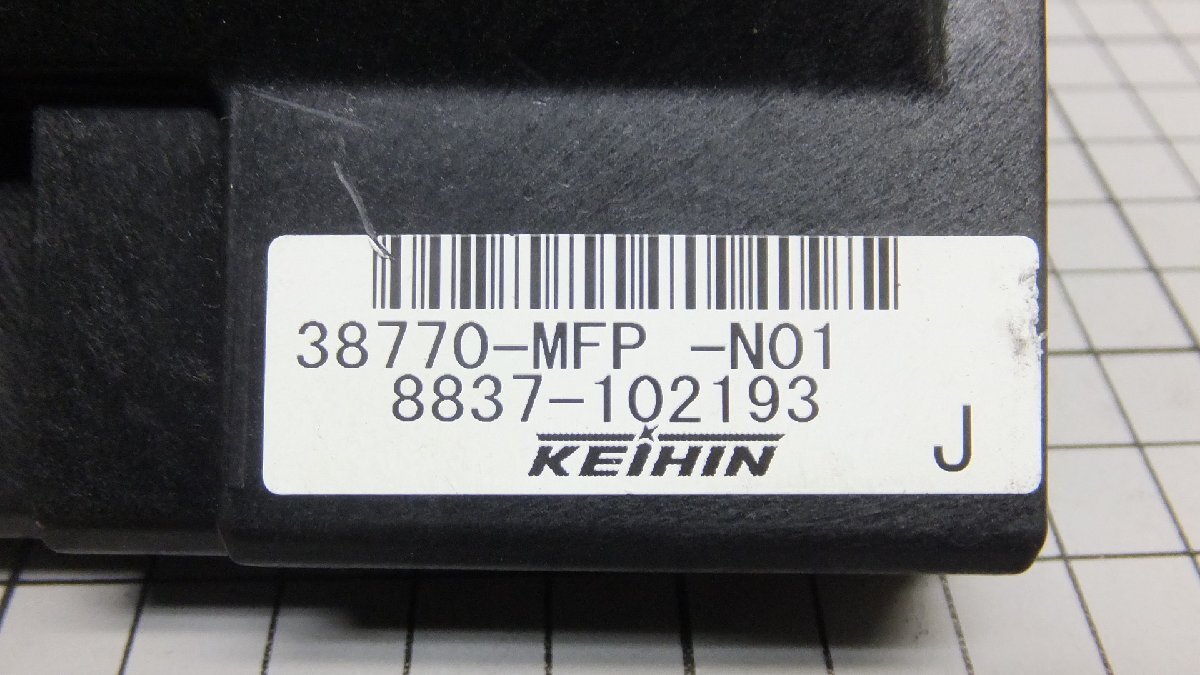 38770-MFP -N01
8837-102193
KEIHIN
J